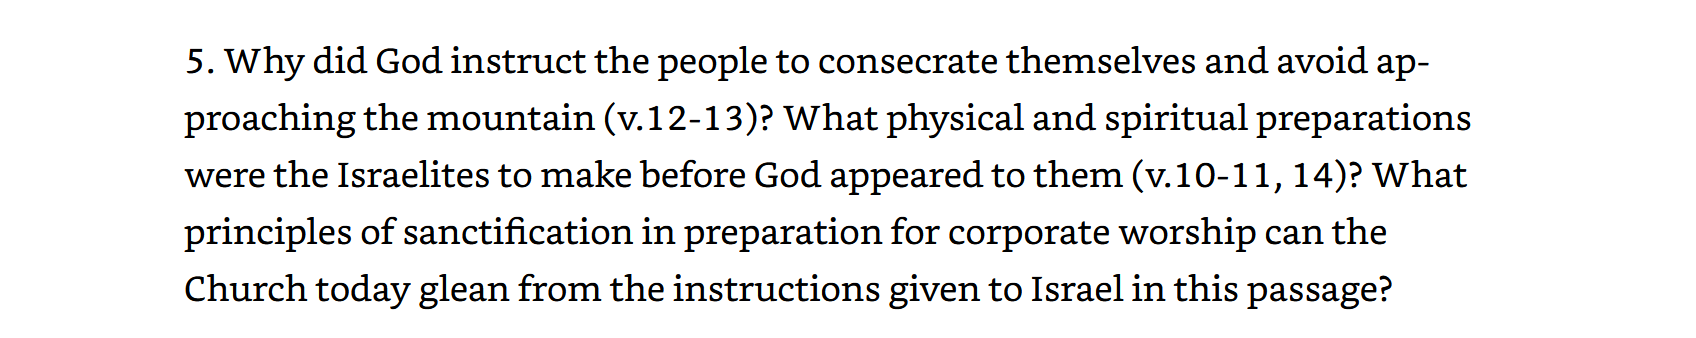 5. Why did God instruct the people to consecrate themselves and avoid ap-
proaching the mountain (v.12-13)? What physical and spiritual preparations
were the Israelites to make before God appeared to them (v.10-11, 14)? What
principles of sanctification in preparation for corporate worship can the
Church today glean from the instructions given to Israel in this passage?